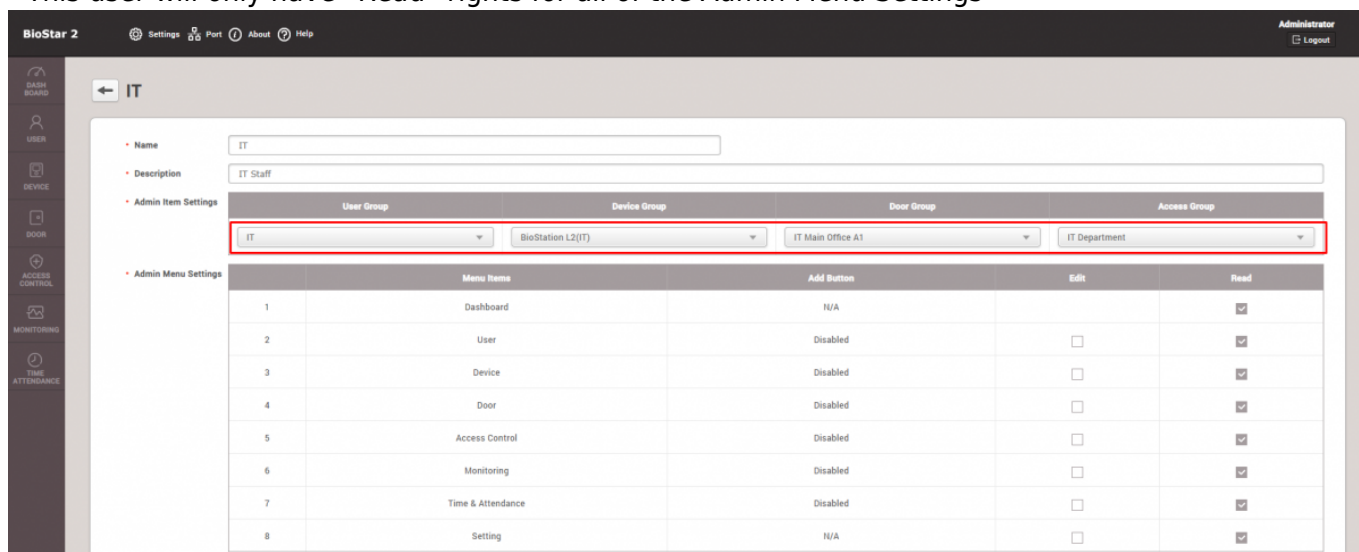 This user will only have "Read" rights for all of the Admin Menu Settings
BioStar 2 Settings Port About Help Administrator
Logout
DASH BOARD
USER
DEVICE
DOOR
ACCESS CONTROL
MONITORING
TIME ATTENDANCE
IT
Name IT
Description IT Staff
Admin Item Settings User Group Device Group Door Group Access Group
IT BioStation L2(IT) IT Main Office A1 IT Department
Admin Menu Settings Menu Items Add Button Edit Read
1 Dashboard N/A
2 User Disabled
3 Device Disabled
4 Door Disabled
5 Access Control Disabled
6 Monitoring Disabled
7 Time & Attendance Disabled
8 Setting N/A